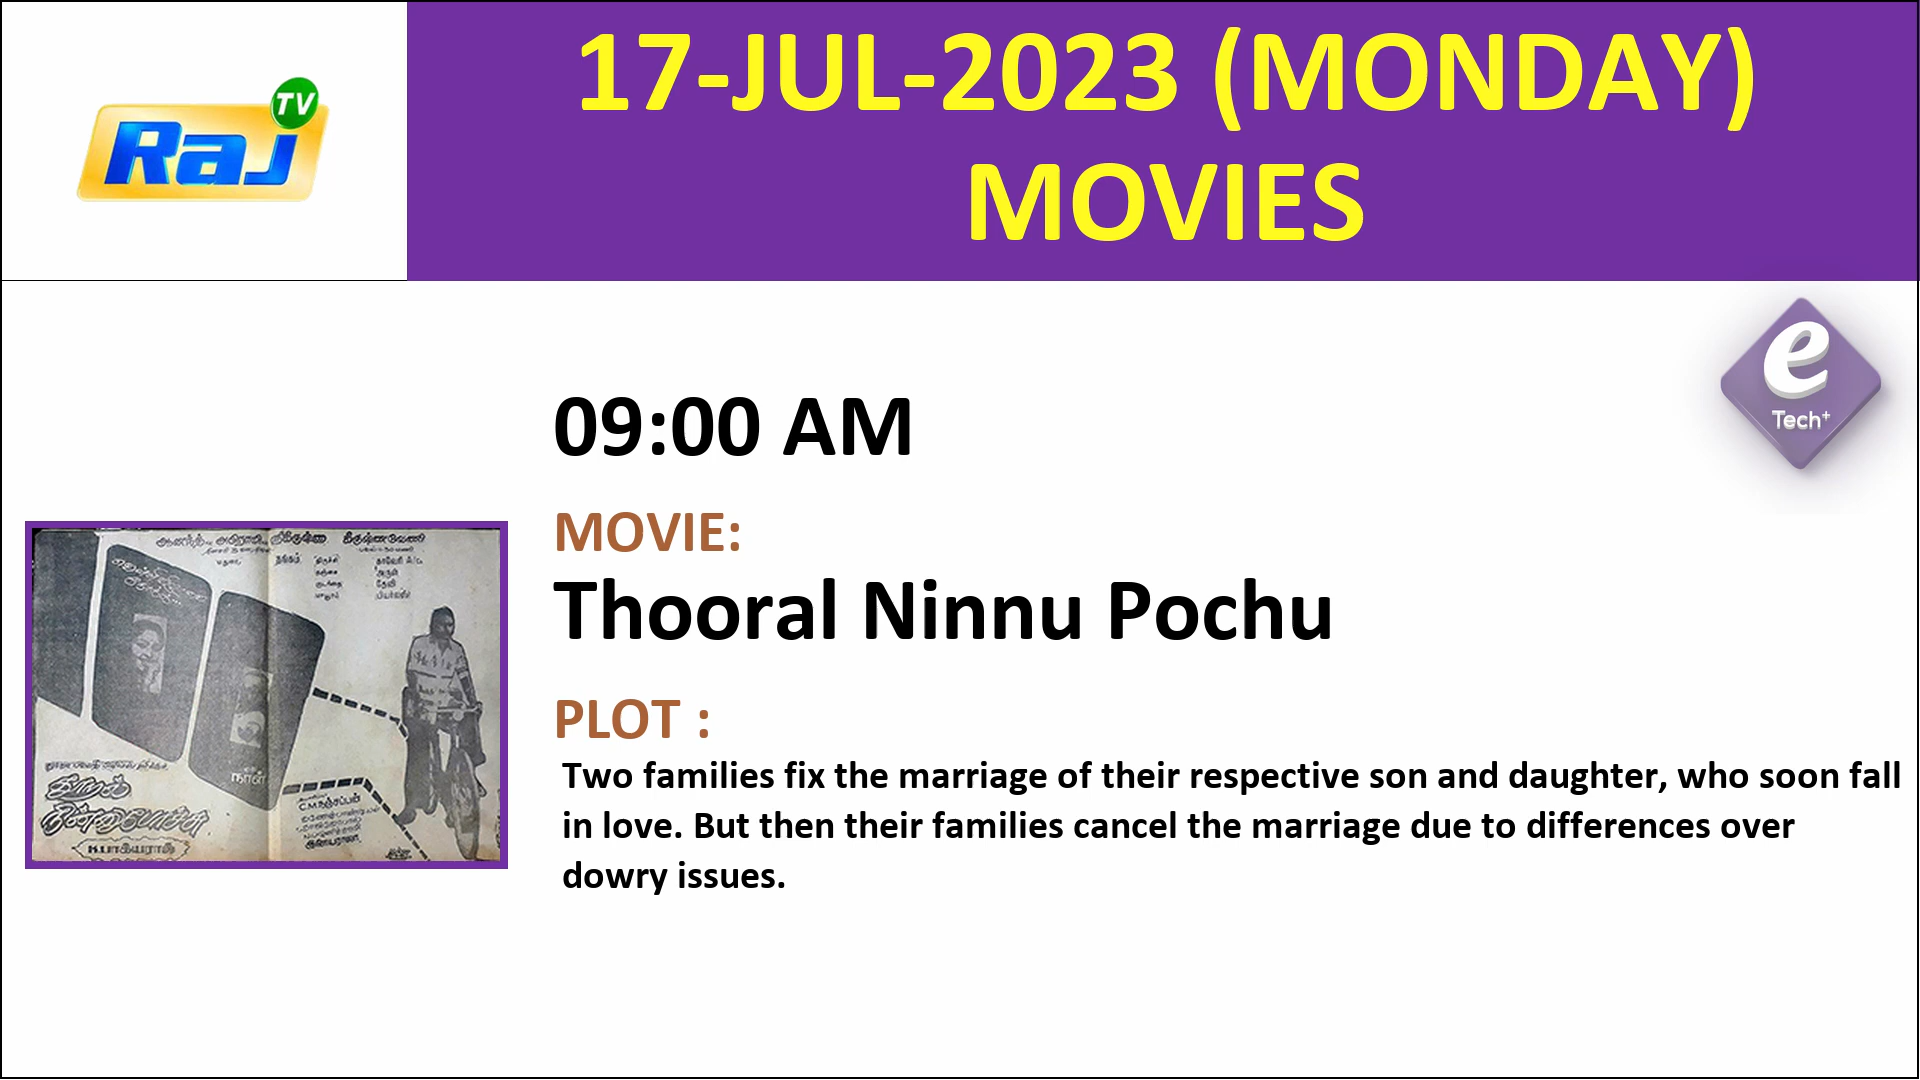 TV
Raj
17-JUL-2023 (MONDAY)
MOVIES
e
Tech+
09:00 AM
MOVIE:
Thooral Ninnu Pochu
PLOT :
Two families fix the marriage of their respective son and daughter, who soon fall
in love. But then their families cancel the marriage due to differences over
dowry issues.
நாள்
தூறல்
நின்னுபோச்சு